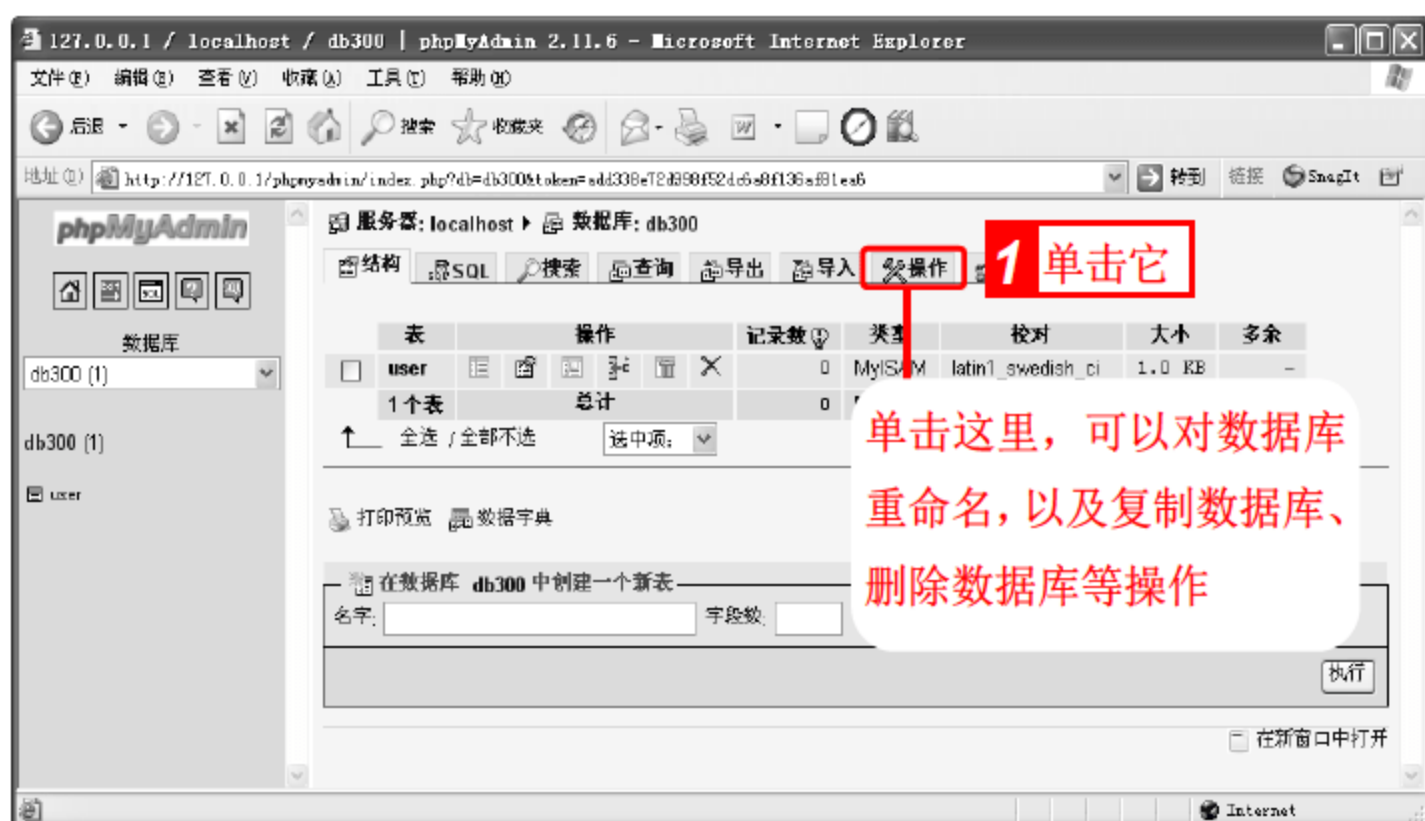 127.0.0.1 / localhost / db300 | phpMyAdmin 2.11.6 - Microsoft Internet Explorer
文件(F) 编辑(E) 查看(V) 收藏(A) 工具(T) 帮助(H)
后退 搜索 收藏夹
地址(D) http://127.0.0.1/phpmyadmin/index.php?db=db300&token= 转到 链接 SnagIt
phpMyAdmin
服务器: localhost 数据库: db300
结构 SQL 搜索 查询 导出 导入 操作
1 单击它
数据库
db300 (1)
db300 (1)
user
表 操作 记录数 类型 校对 大小 多余
user 0 MyISAM latin1_swedish_ci 1.0 KB -
1 个表 总计 0
全选 / 全部不选 选中项:
单击这里，可以对数据库
重命名，以及复制数据库、
删除数据库等操作
打印预览 数据字典
在数据库 db300 中创建一个新表
名字: 字段数:
执行
在新窗口中打开
Internet